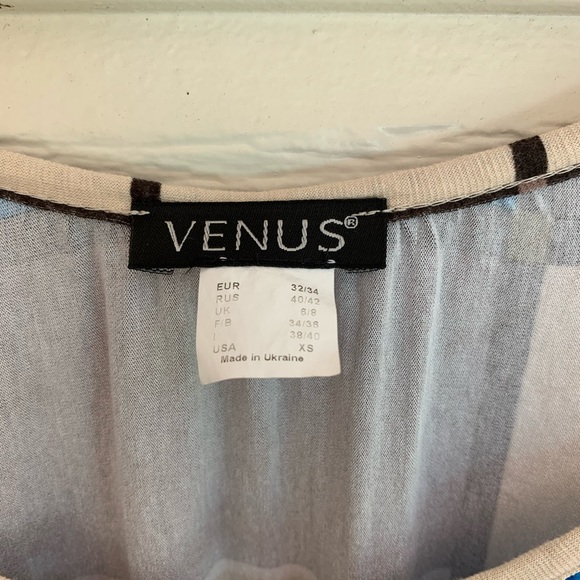 VENUS®
EUR 32/34
RUS 40/42
UK 6/8
F/B 34/36
I 38/40
USA XS
Made in Ukraine